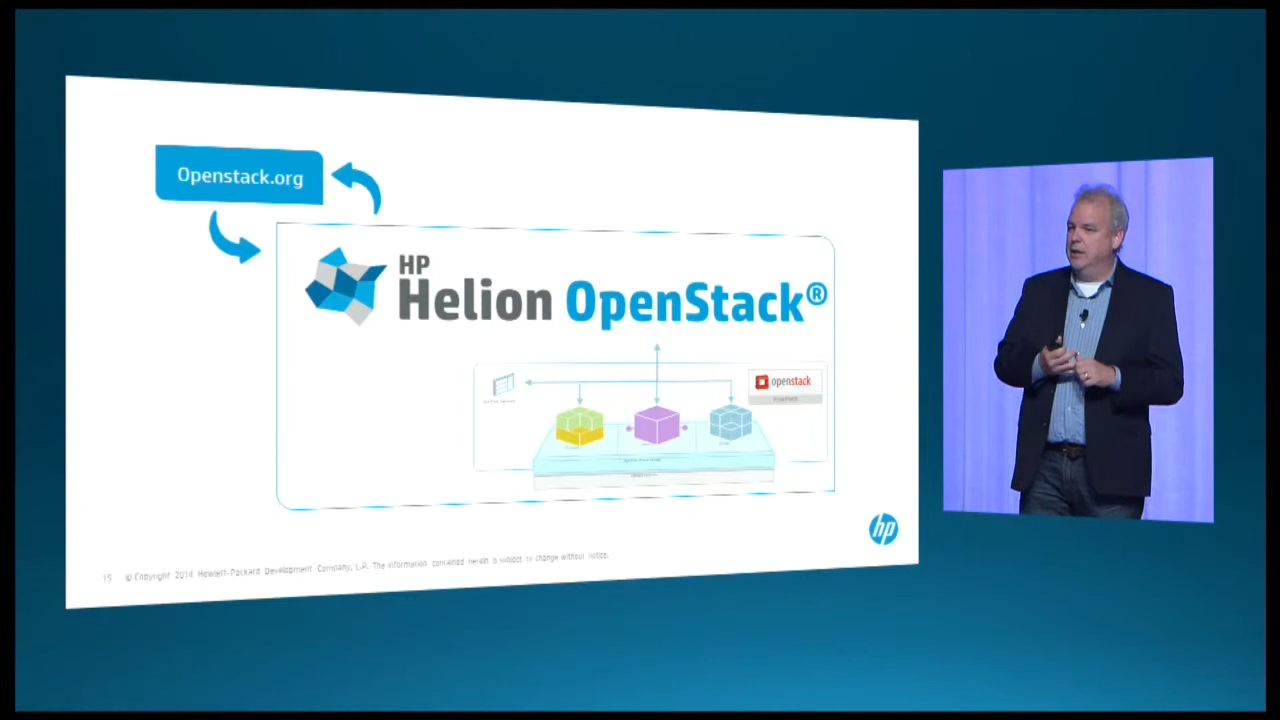 Openstack.org
HP
Helion OpenStack®
openstack
hp
15 © Copyright 2014 Hewlett-Packard Development Company, L.P. The information contained herein is subject to change without notice.